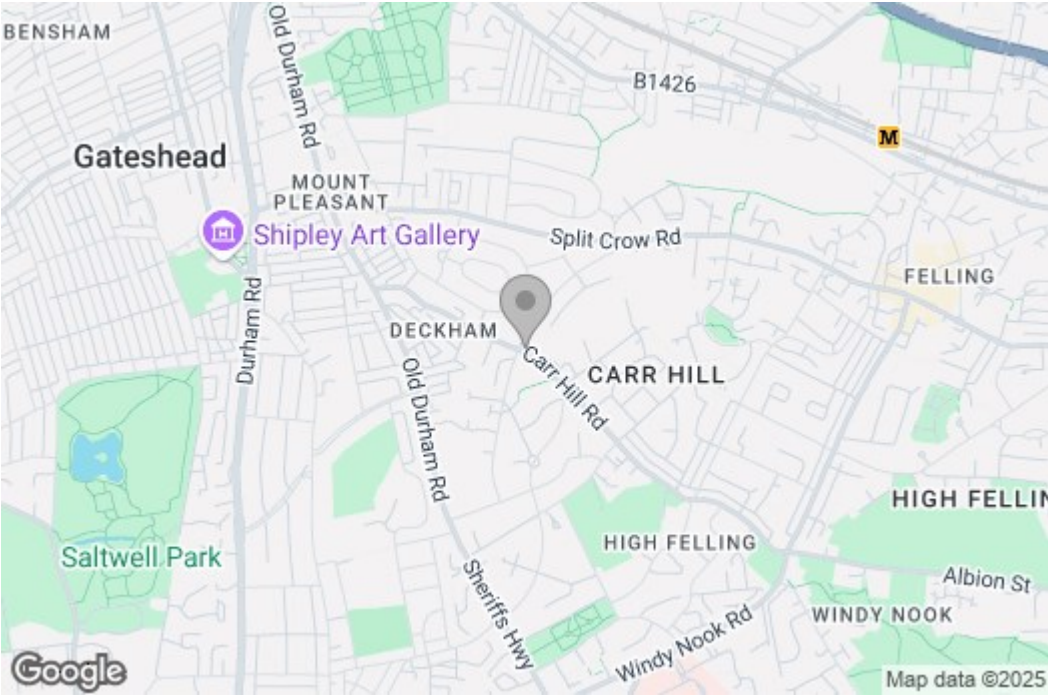 BENSHAM
Old Durham Rd
B1426
M
Gateshead
MOUNT
PLEASANT
Shipley Art Gallery
Split Crow Rd
FELLING
Durham Rd
DECKHAM
Carr Hill Rd
CARR HILL
Old Durham Rd
HIGH FELLIN
Saltwell Park
HIGH FELLING
Sheriffs Hwy
Albion St
WINDY NOOK
Windy Nook Rd
Google
Map data ©2025